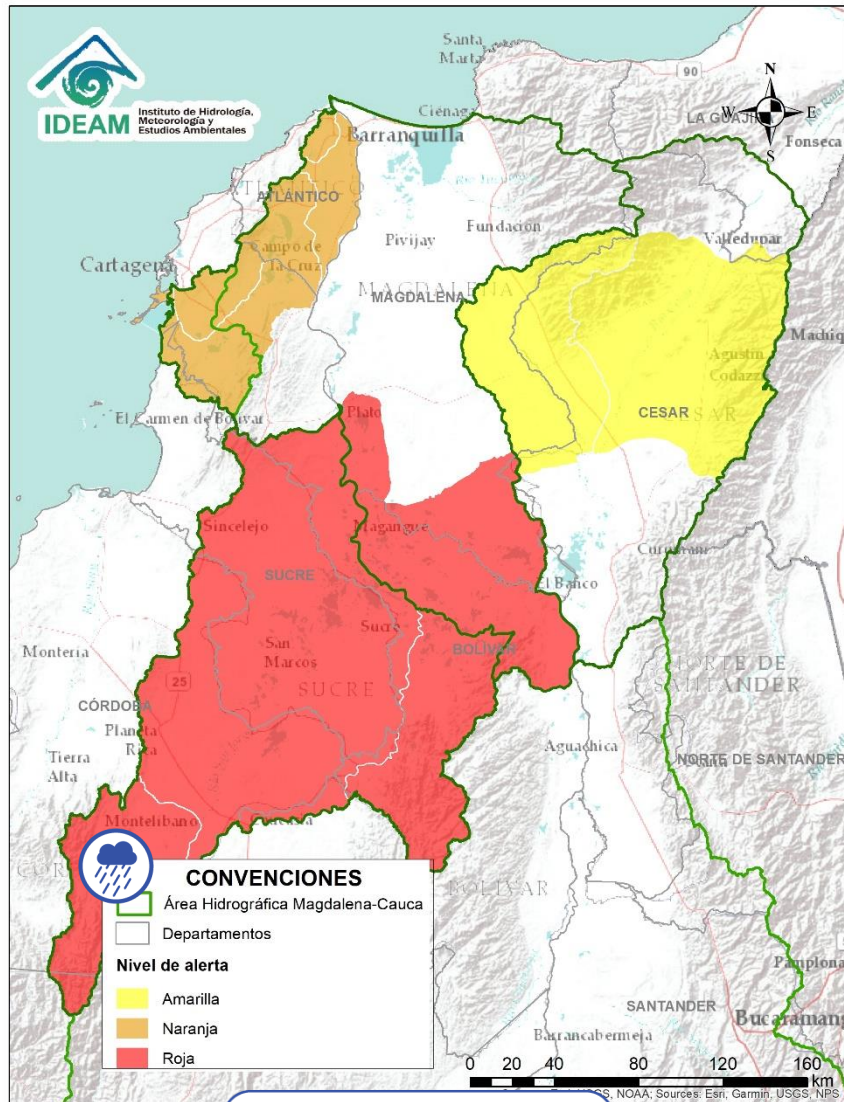 IDEAM
Instituto de Hidrología,
Meteorología y
Estudios Ambientales
Santa
Marta
90
N
W
E
S
LA GUAJIRA
Ciénaga
Barranquilla
Fonseca
ATLÁNTICO
Campo de
la Cruz
Pivijay
Fundación
Valledupar
Cartagena
MAGDALENA
MAGDALENA
Agustín
Codazzi
CESAR
CESAR
El Carmen de Bolívar
Plato
Sincelejo
Magangué
SUCRE
El Banco
Sucre
Montería
San
Marcos
BOLÍVAR
SUCRE
25
NORTE DE
SANTANDER
CÓRDOBA
Planeta
Rica
Tierra
Alta
Aguachica
NORTE DE SANTANDER
Montelíbano
BOLÍVAR
CONVENCIONES
Área Hidrográfica Magdalena-Cauca
Departamentos
Nivel de alerta
Amarilla
Naranja
Roja
Pamplona
SANTANDER
Barrancabermeja
0 20 40 80 120 160
km
NOAA; Sources: Esri, Garmin, USGS, NPS